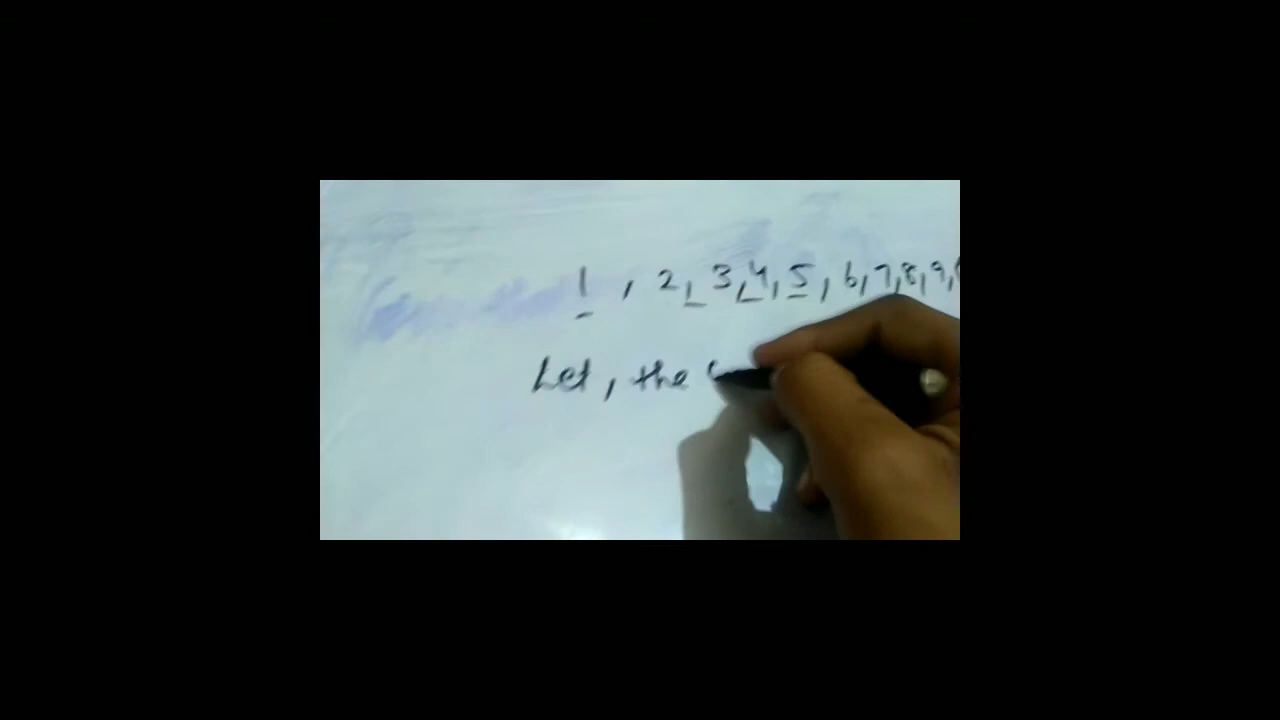 1, 2, 3, 4, 5, 6, 7, 8, 9,
Let, the